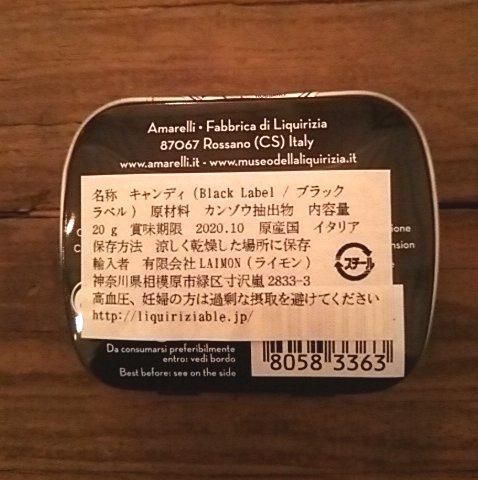 Amarelli • Fabbrica di Liquirizia
87067 Rossano (CS) Italy
www.amarelli.it - www.museodellaliquirizia.it
名称 キャンディ (Black Label / ブラック
ラベル) 原材料 カンゾウ抽出物 内容量
20g 賞味期限 2020.10 原産国 イタリア
保存方法 涼しく乾燥した場所に保存
輸入者 有限会社LAIMON(ライモン)
神奈川県相模原市緑区寸沢嵐2833-3
高血圧、妊婦の方は過剰な摂取を避けてください
http://liquiriziable.jp/
スチール
Da consumarsi preferibilmente
entro: vedi bordo
Best before: see on the side
8058 3363